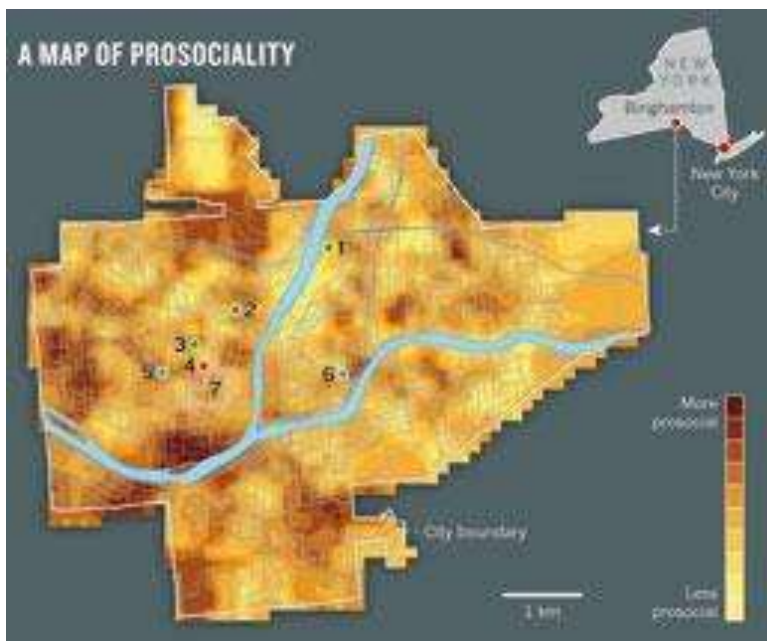 A MAP OF PROSOCIALITY
NEW
YORK
Binghamton
New York
City
1
2
3
4
5
6
7
More
prosocial
City boundary
1 km
Less
prosocial